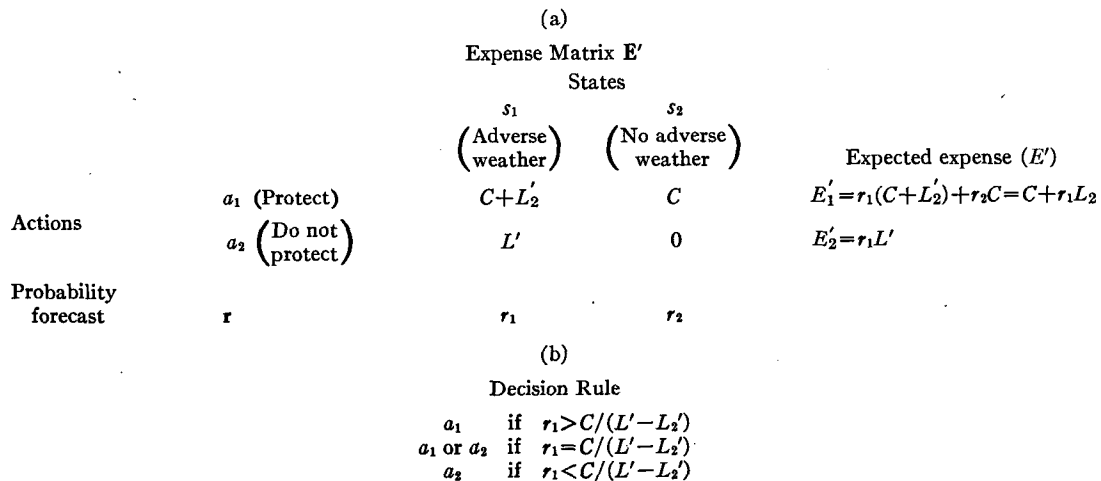 (a)
Expense Matrix E′
States
s₁ s₂
(Adverse weather) (No adverse weather) Expected expense (E′)
Actions
a₁ (Protect) C+L₂′ C E₁′=r₁(C+L₂′)+r₂C=C+r₁L₂
a₂ (Do not protect) L′ 0 E₂′=r₁L′
Probability
forecast r r₁ r₂
(b)
Decision Rule
a₁ if r₁>C/(L′−L₂′)
a₁ or a₂ if r₁=C/(L′−L₂′)
a₂ if r₁<C/(L′−L₂′)